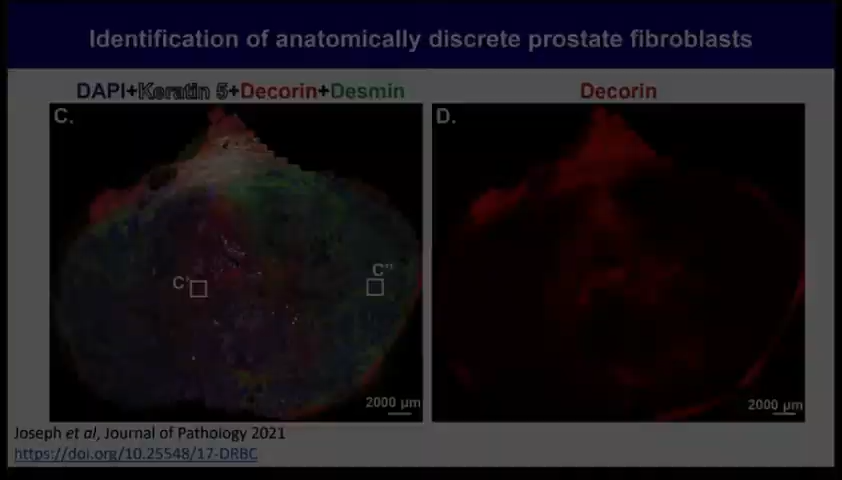 Identification of anatomically discrete prostate fibroblasts
DAPI+Keratin 5+Decorin+Desmin
Decorin
C.
D.
C'
C''
2000 µm
2000 µm
Joseph et al, Journal of Pathology 2021
https://doi.org/10.25548/17-DRBC